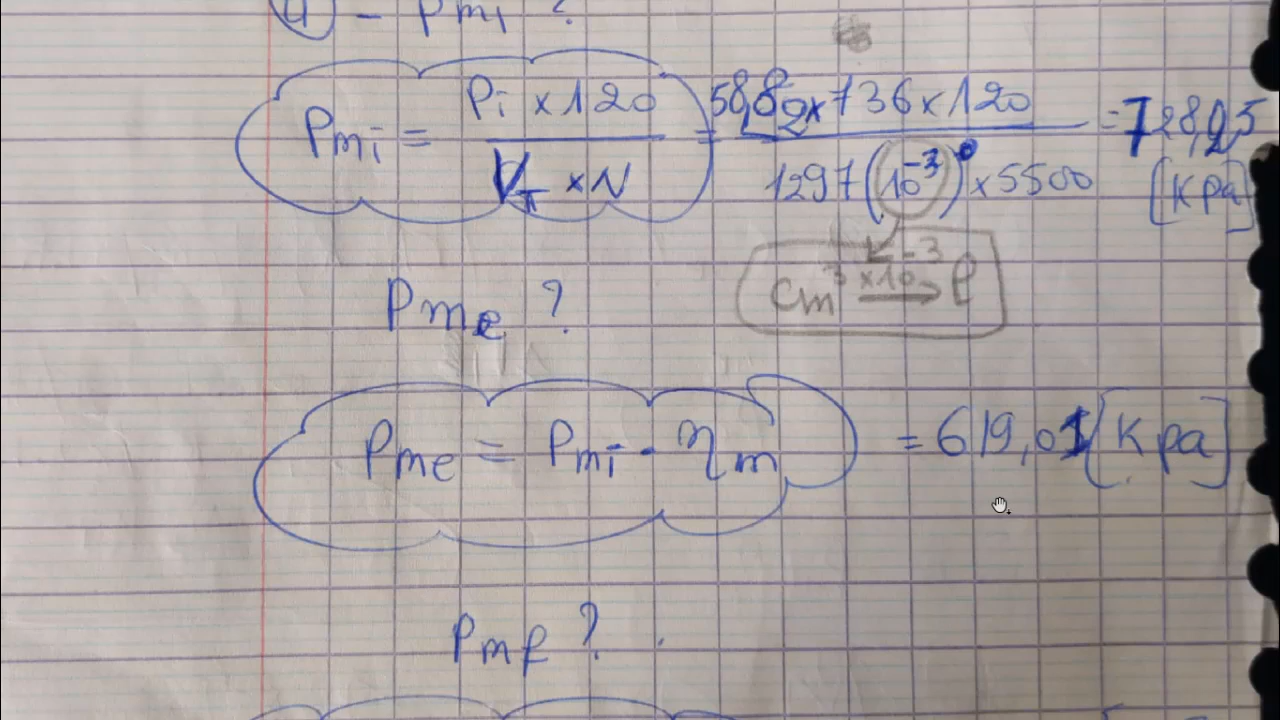 a) - Pmi ?
Pmi = Pi x 120 / VT x N = 58,82 x 736 x 120 / 1297 (10^-3) x 5500 = 728,25 [Kpa]
cm³ x10^-3 → l
Pme ?
Pme = Pmi . ηm = 619,01 [Kpa]
Pmf ?